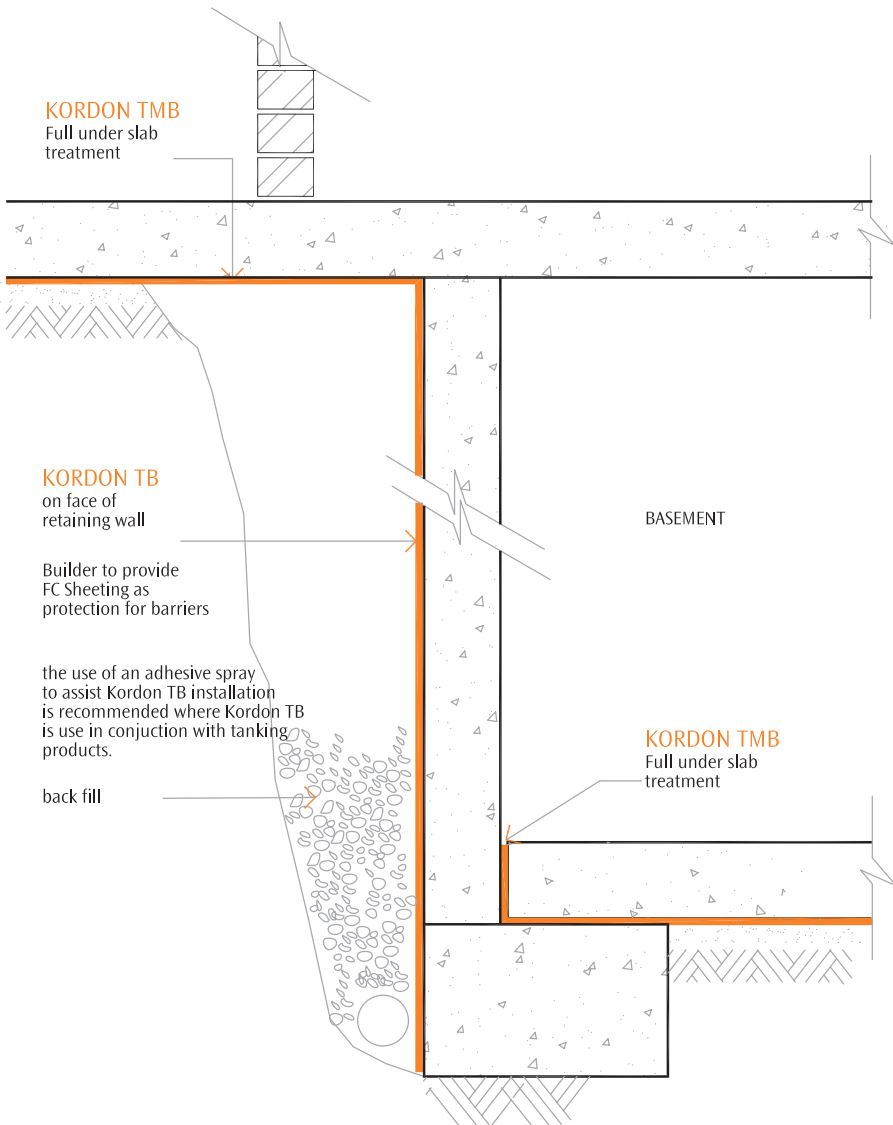 KORDON TMB
Full under slab
treatment
KORDON TB
on face of
retaining wall
Builder to provide
FC Sheeting as
protection for barriers
BASEMENT
the use of an adhesive spray
to assist Kordon TB installation
is recommended where Kordon TB
is use in conjuction with tanking
products.
back fill
KORDON TMB
Full under slab
treatment